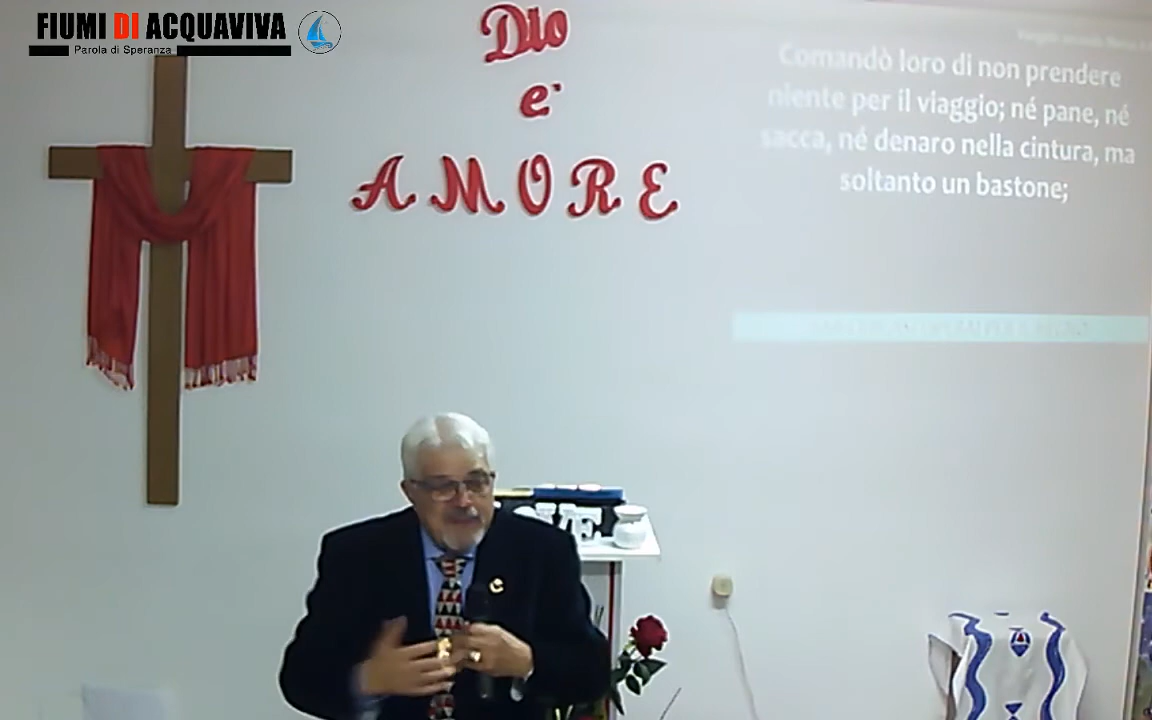 FIUMI DI ACQUAVIVA
Parola di Speranza
Dio
e'
AMORE
Comandò loro di non prendere
niente per il viaggio; né pane, né
sacca, né denaro nella cintura, ma
soltanto un bastone;